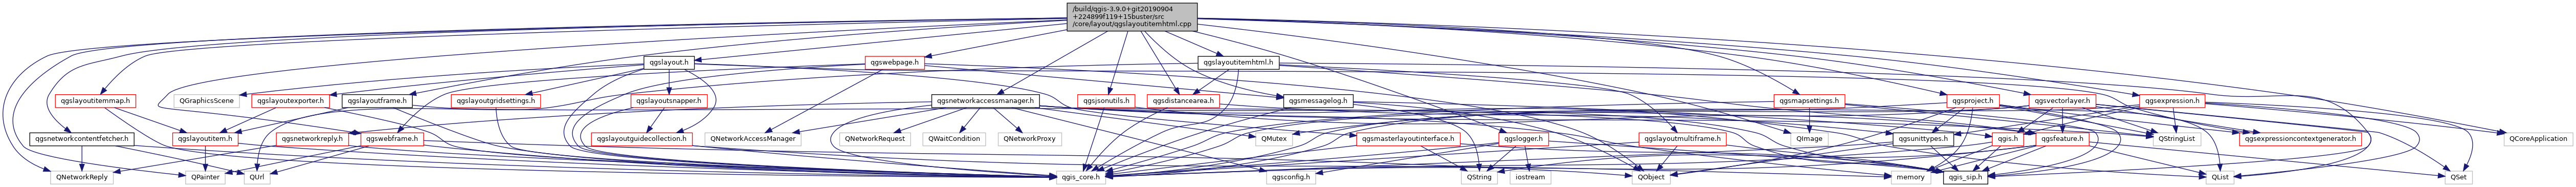 /build/qgis-3.9.0+git20190904
+224899f119+15buster/src
/core/layout/qgslayoutitemhtml.cpp
qgslayout.h
qgswebpage.h
qgslayoutitemhtml.h
qgslayoutitemmap.h
QGraphicsScene
qgslayoutexporter.h
qgslayoutframe.h
qgslayoutgridsettings.h
qgslayoutsnapper.h
qgsnetworkaccessmanager.h
qgsjsonutils.h
qgsdistancearea.h
qgsmessagelog.h
qgsmapsettings.h
qgsproject.h
qgsvectorlayer.h
qgsexpression.h
qgsnetworkcontentfetcher.h
qgslayoutitem.h
qgsnetworkreply.h
qgswebframe.h
qgslayoutguidecollection.h
QNetworkAccessManager
QNetworkRequest
QWaitCondition
QNetworkProxy
QMutex
qgsmasterlayoutinterface.h
qgslogger.h
qgslayoutmultiframe.h
QImage
qgsunittypes.h
qgis.h
qgsfeature.h
QStringList
qgsexpressioncontextgenerator.h
QCoreApplication
QNetworkReply
QPainter
QUrl
qgis_core.h
qgsconfig.h
QString
iostream
QObject
memory
qgis_sip.h
QList
QSet